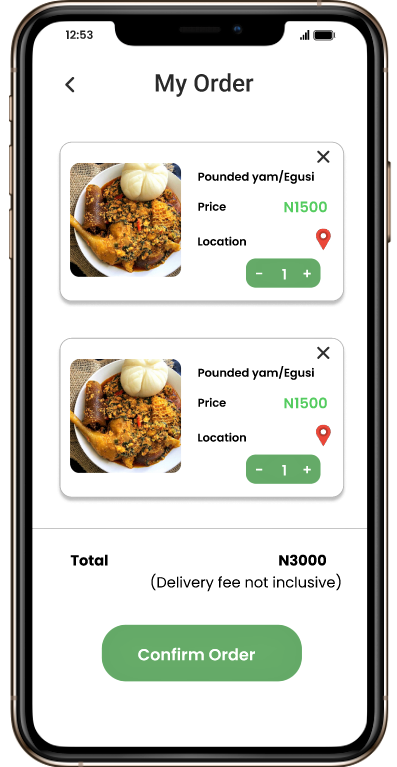 12:53
My Order
Pounded yam/Egusi
Price N1500
Location
- 1 +
Pounded yam/Egusi
Price N1500
Location
- 1 +
Total N3000
(Delivery fee not inclusive)
Confirm Order